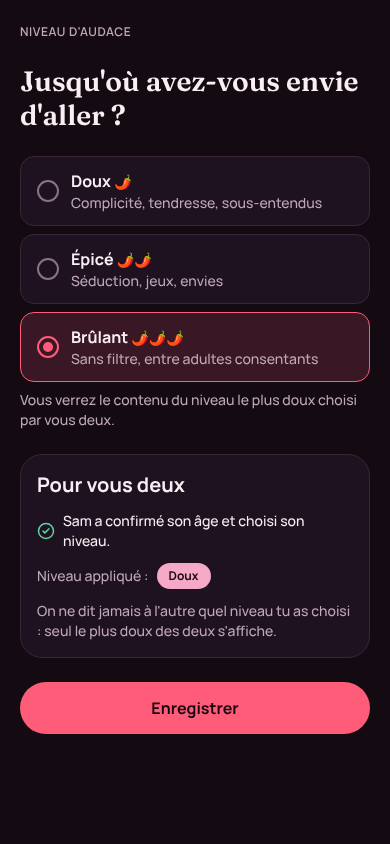 NIVEAU D'AUDACE
Jusqu'où avez-vous envie
d'aller ?
Doux 🌶️
Complicité, tendresse, sous-entendus
Épicé 🌶️🌶️
Séduction, jeux, envies
Brûlant 🌶️🌶️🌶️
Sans filtre, entre adultes consentants
Vous verrez le contenu du niveau le plus doux choisi
par vous deux.
Pour vous deux
Sam a confirmé son âge et choisi son
niveau.
Niveau appliqué : Doux
On ne dit jamais à l'autre quel niveau tu as choisi
: seul le plus doux des deux s'affiche.
Enregistrer